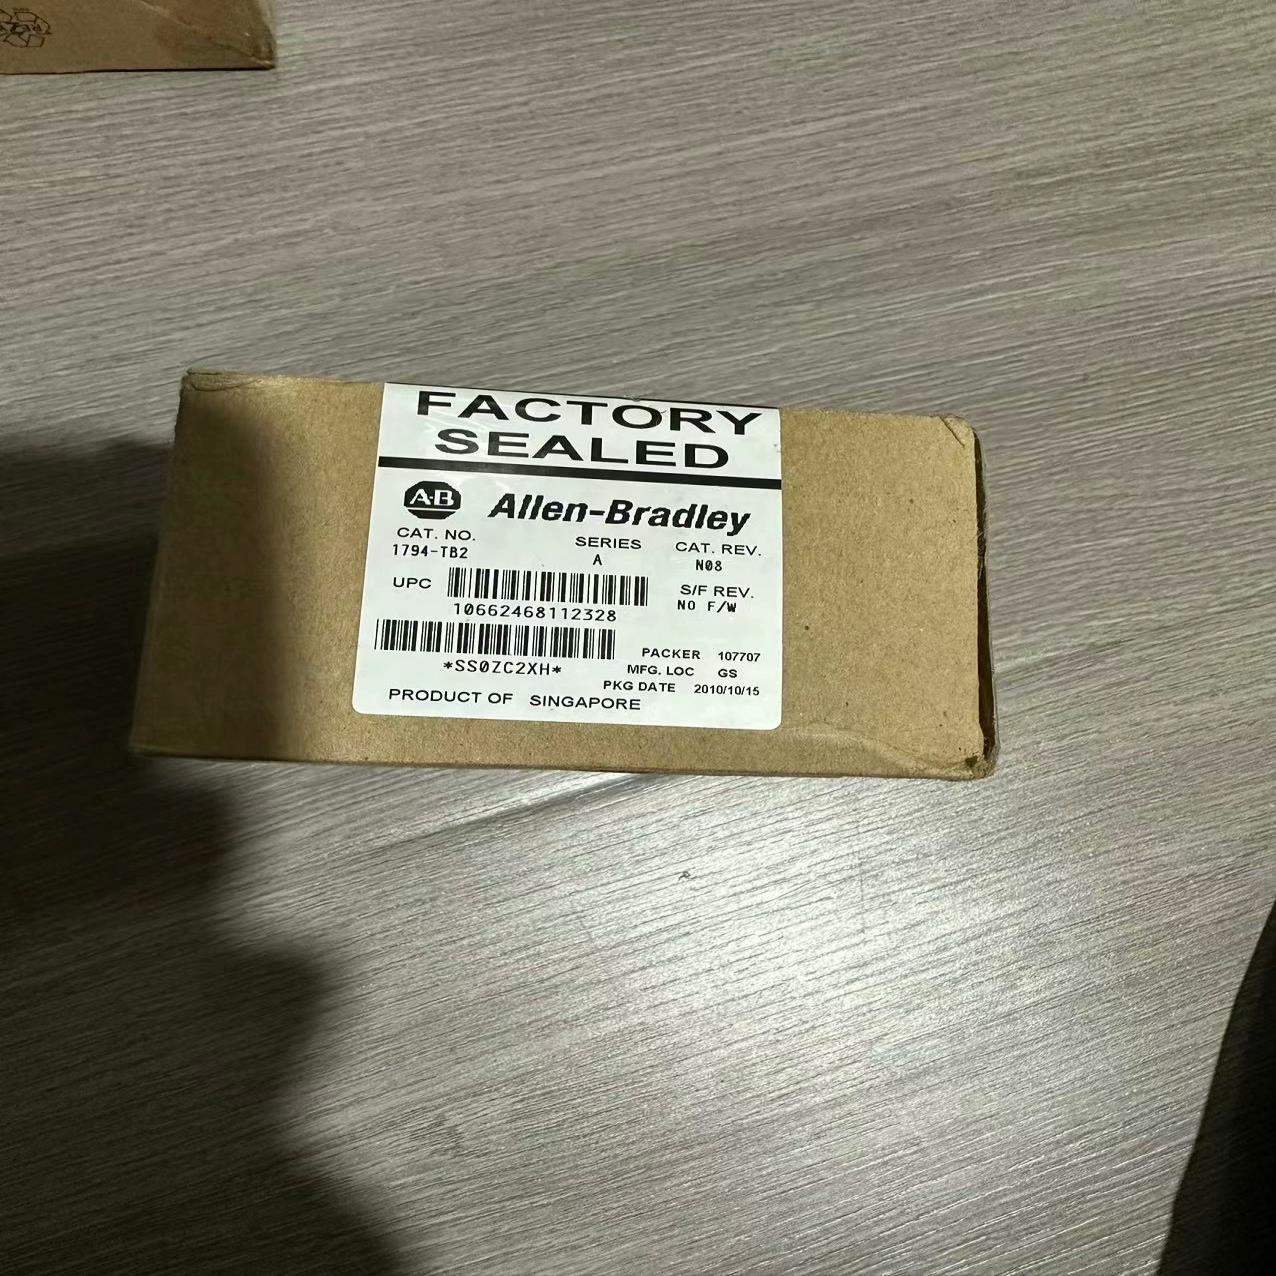 FACTORY
SEALED
A-B Allen-Bradley
CAT. NO. SERIES CAT. REV.
1794-TB2 A N08
UPC S/F REV.
10662468112328 NO F/W
PACKER 107707
*SS0ZC2XH* MFG. LOC GS
PKG DATE 2010/10/15
PRODUCT OF SINGAPORE